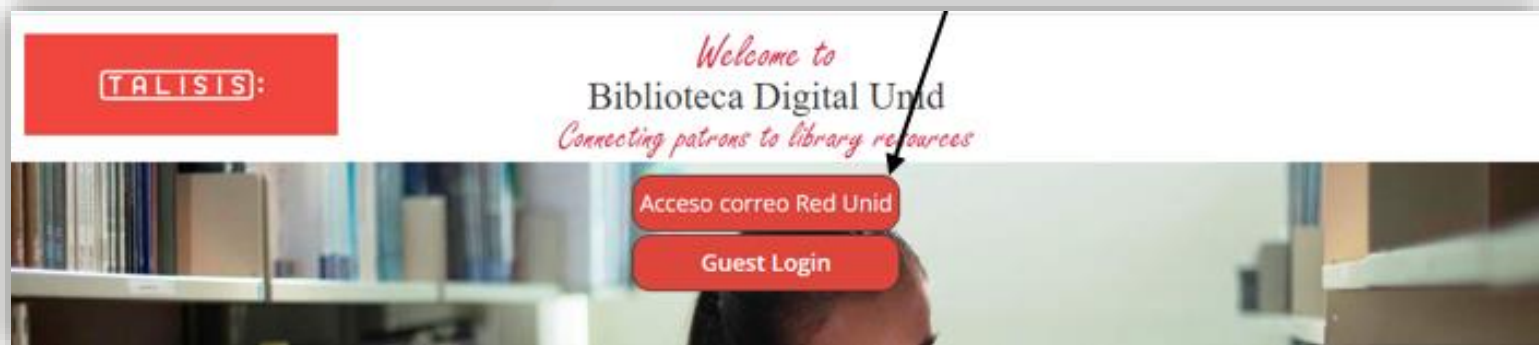 TALISIS:
Welcome to
Biblioteca Digital Unid
Connecting patrons to library resources
Acceso correo Red Unid
Guest Login